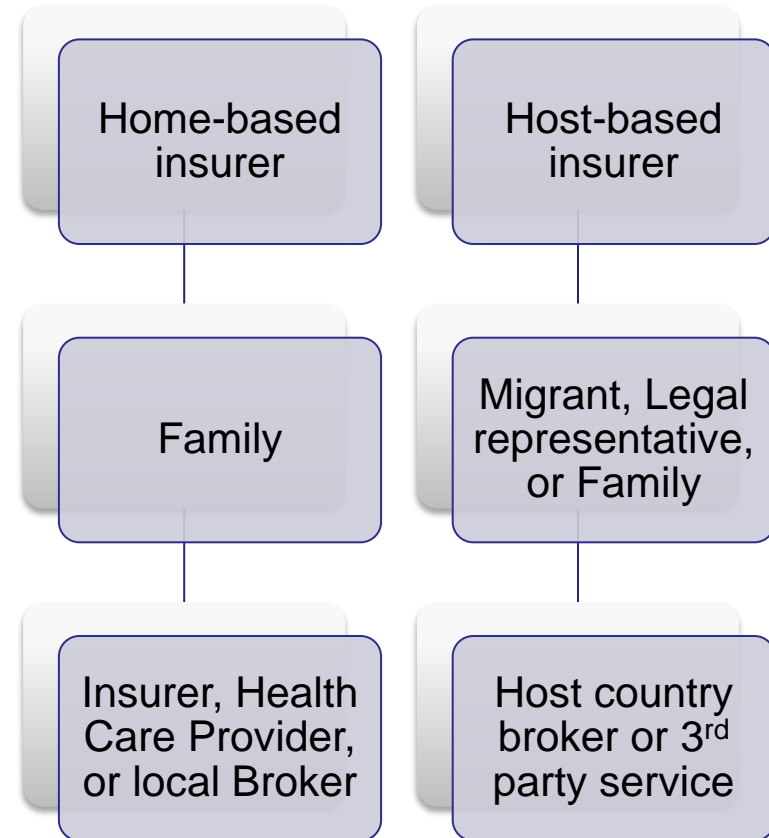 Home-based
insurer
Family
Insurer, Health
Care Provider,
or local Broker
Host-based
insurer
Migrant, Legal
representative,
or Family
Host country
broker or 3rd
party service